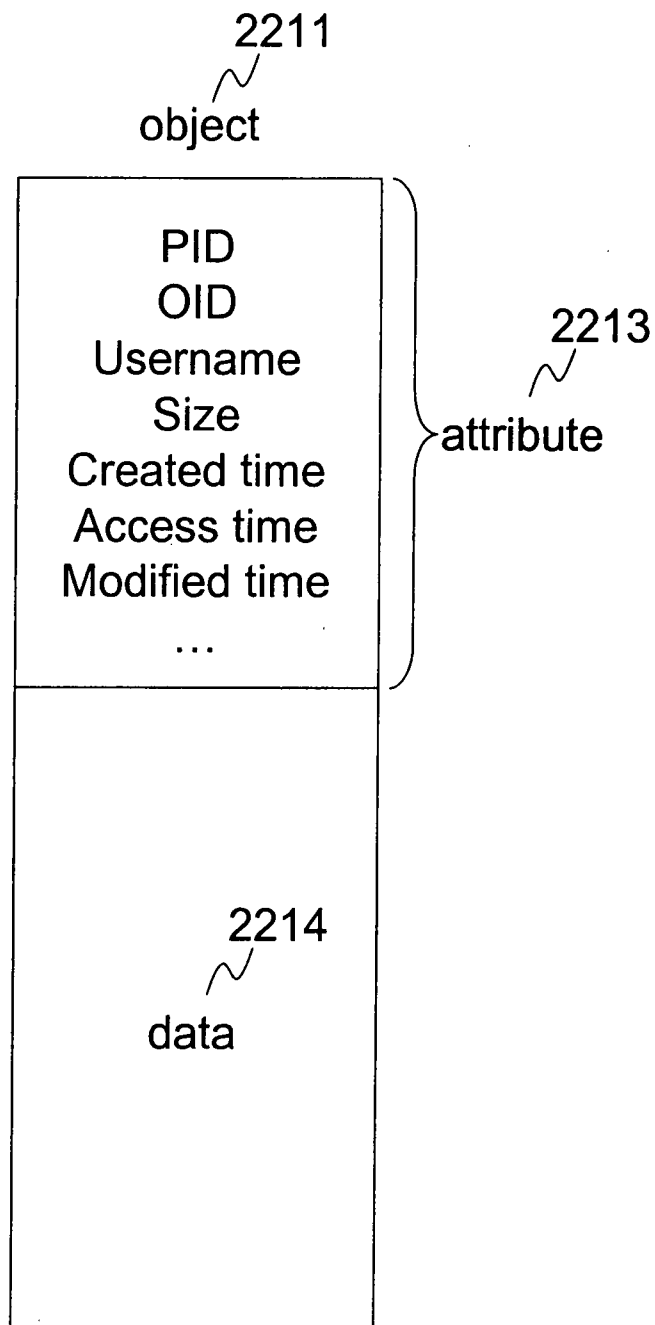 2211
object
PID
OID
Username
Size
Created time
Access time
Modified time
...
2213
attribute
2214
data